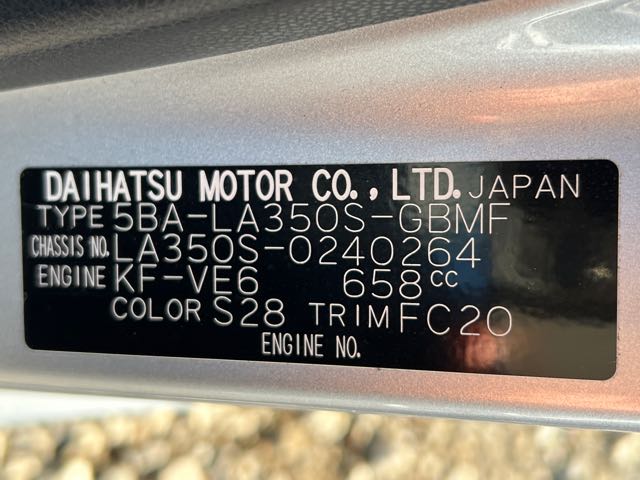 DAIHATSU MOTOR CO., LTD. JAPAN
TYPE 5BA-LA350S-GBMF
CHASSIS NO. LA350S-0240264
ENGINE KF-VE6 658cc
COLOR S28 TRIM FC20
ENGINE NO.